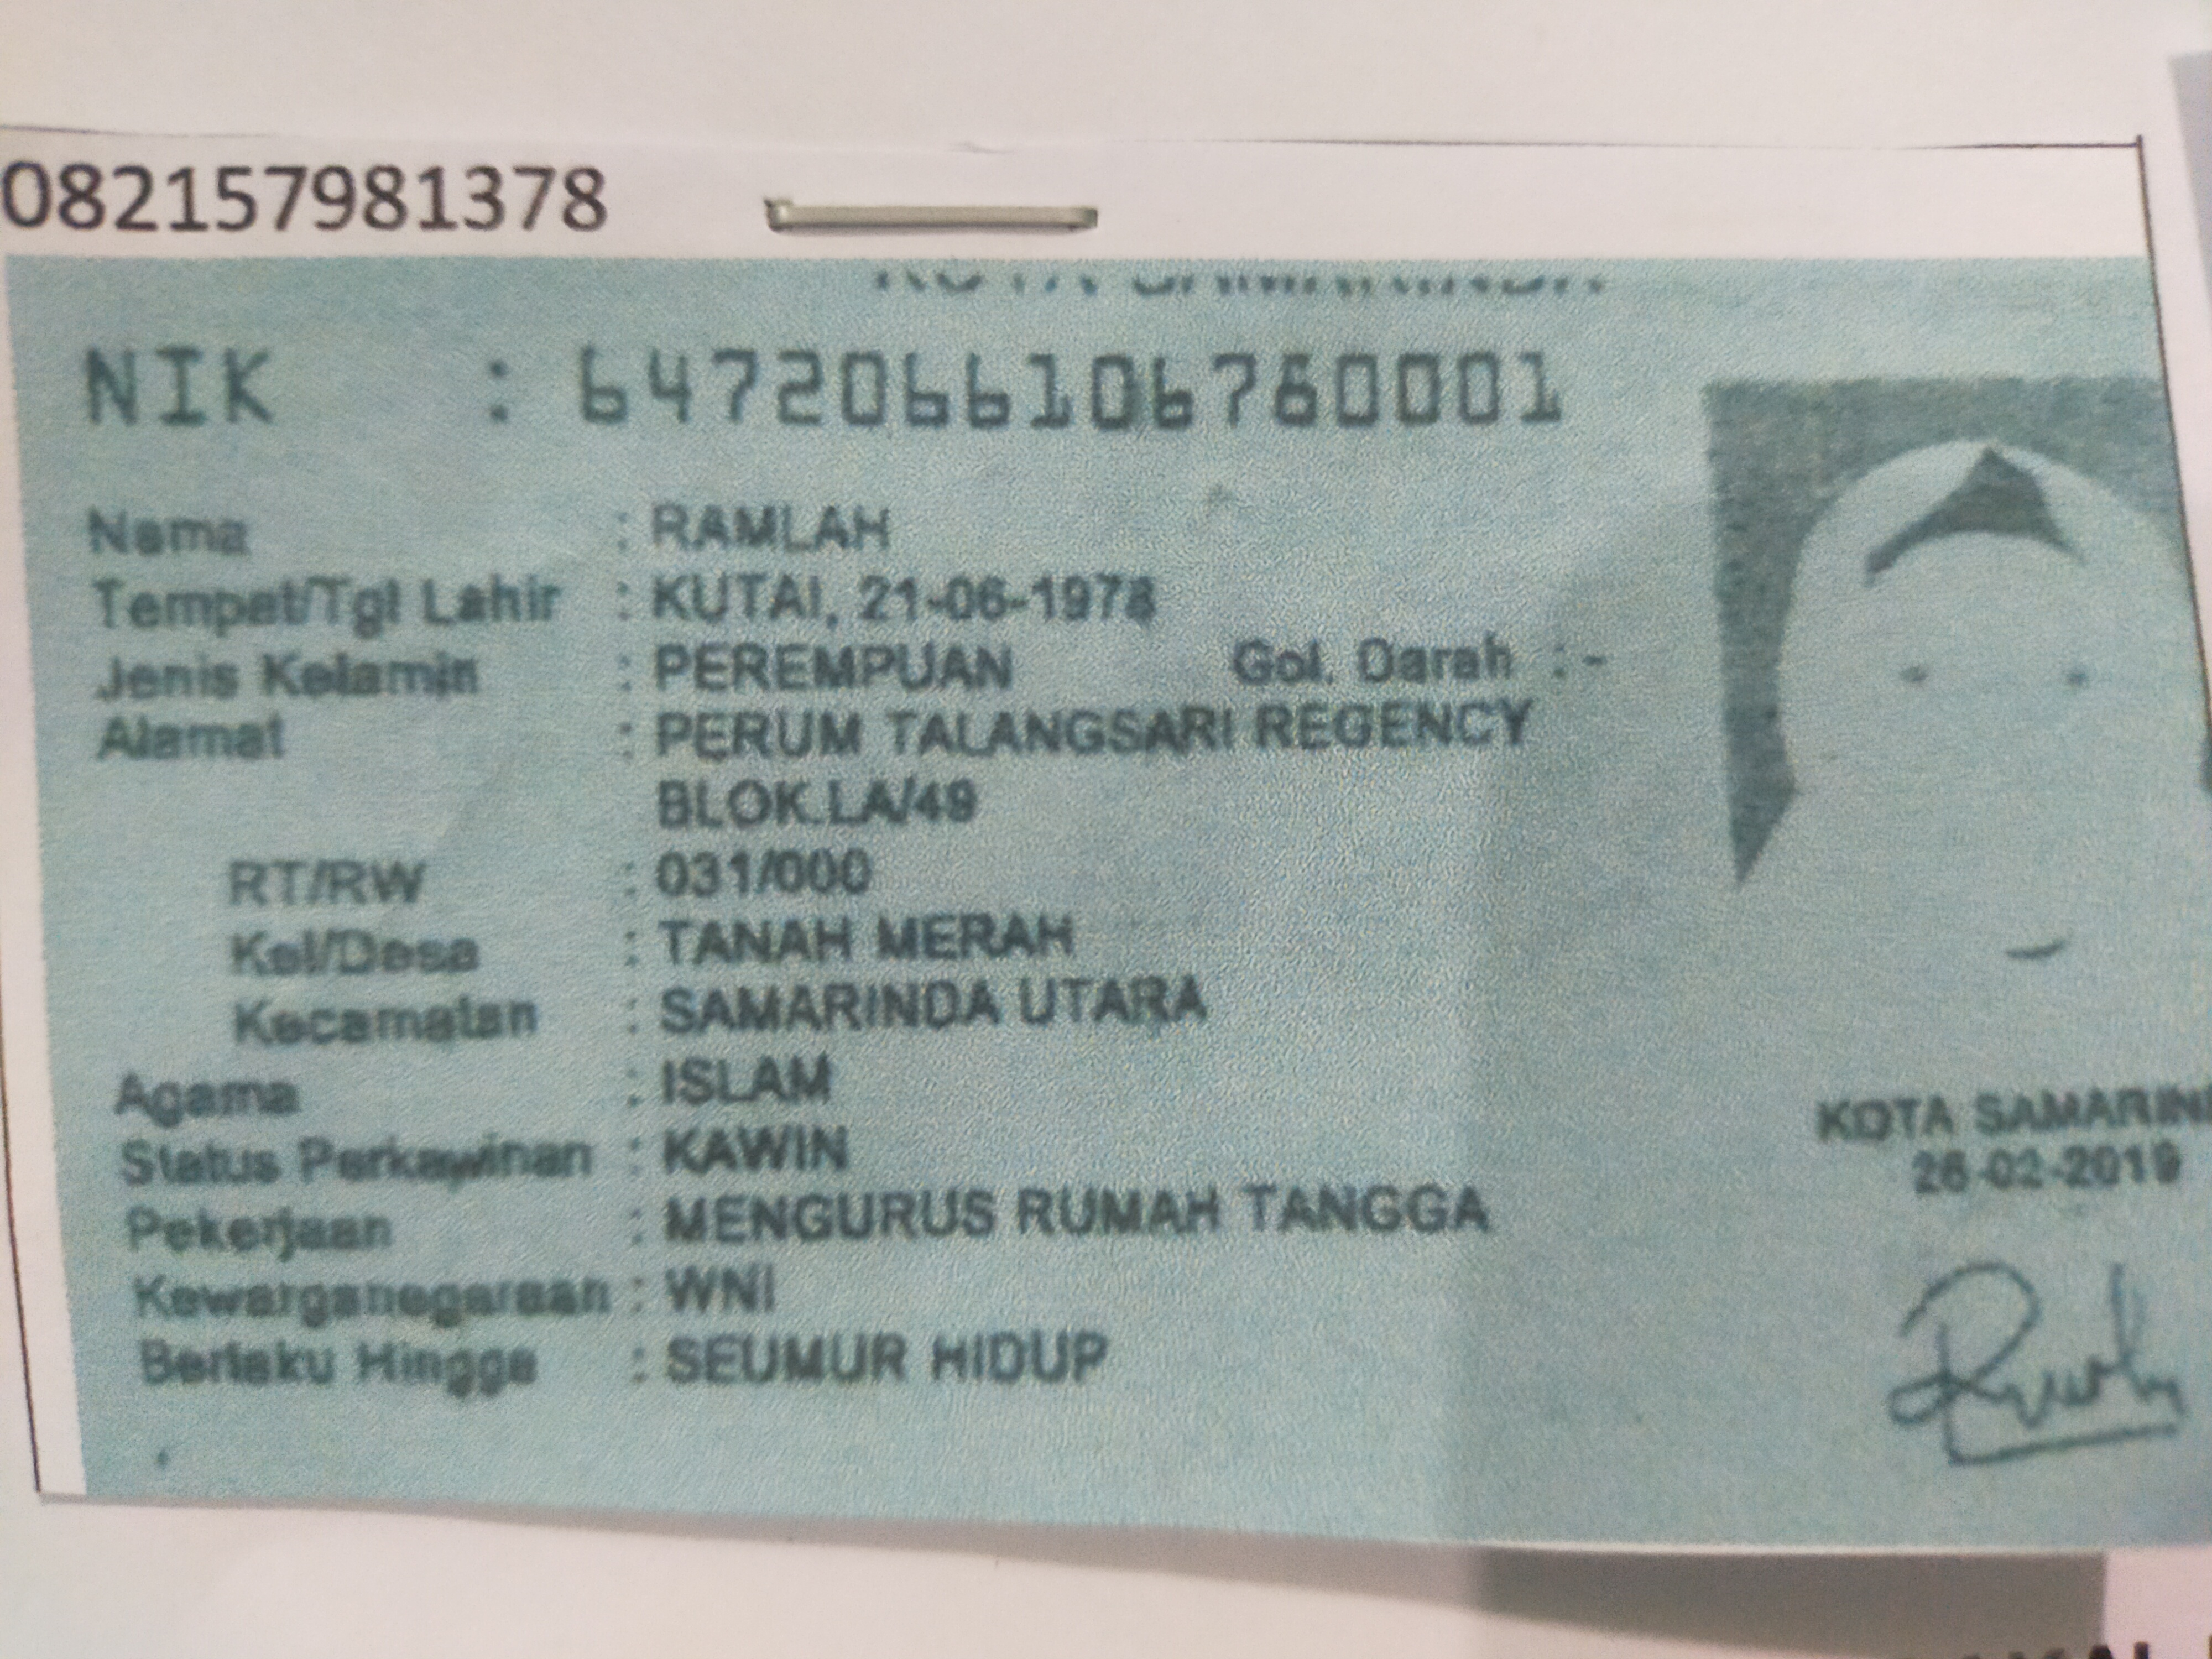 082157981378
NIK : 6472066106780001
Nama : RAMLAH
Tempat/Tgl Lahir : KUTAI, 21-06-1978
Jenis Kelamin : PEREMPUAN Gol. Darah : -
Alamat : PERUM TALANGSARI REGENCY
BLOK.LA/49
RT/RW : 031/000
Kel/Desa : TANAH MERAH
Kecamatan : SAMARINDA UTARA
Agama : ISLAM
Status Perkawinan : KAWIN
Pekerjaan : MENGURUS RUMAH TANGGA
Kewarganegaraan : WNI
Berlaku Hingga : SEUMUR HIDUP
KOTA SAMARIN
26-02-2019